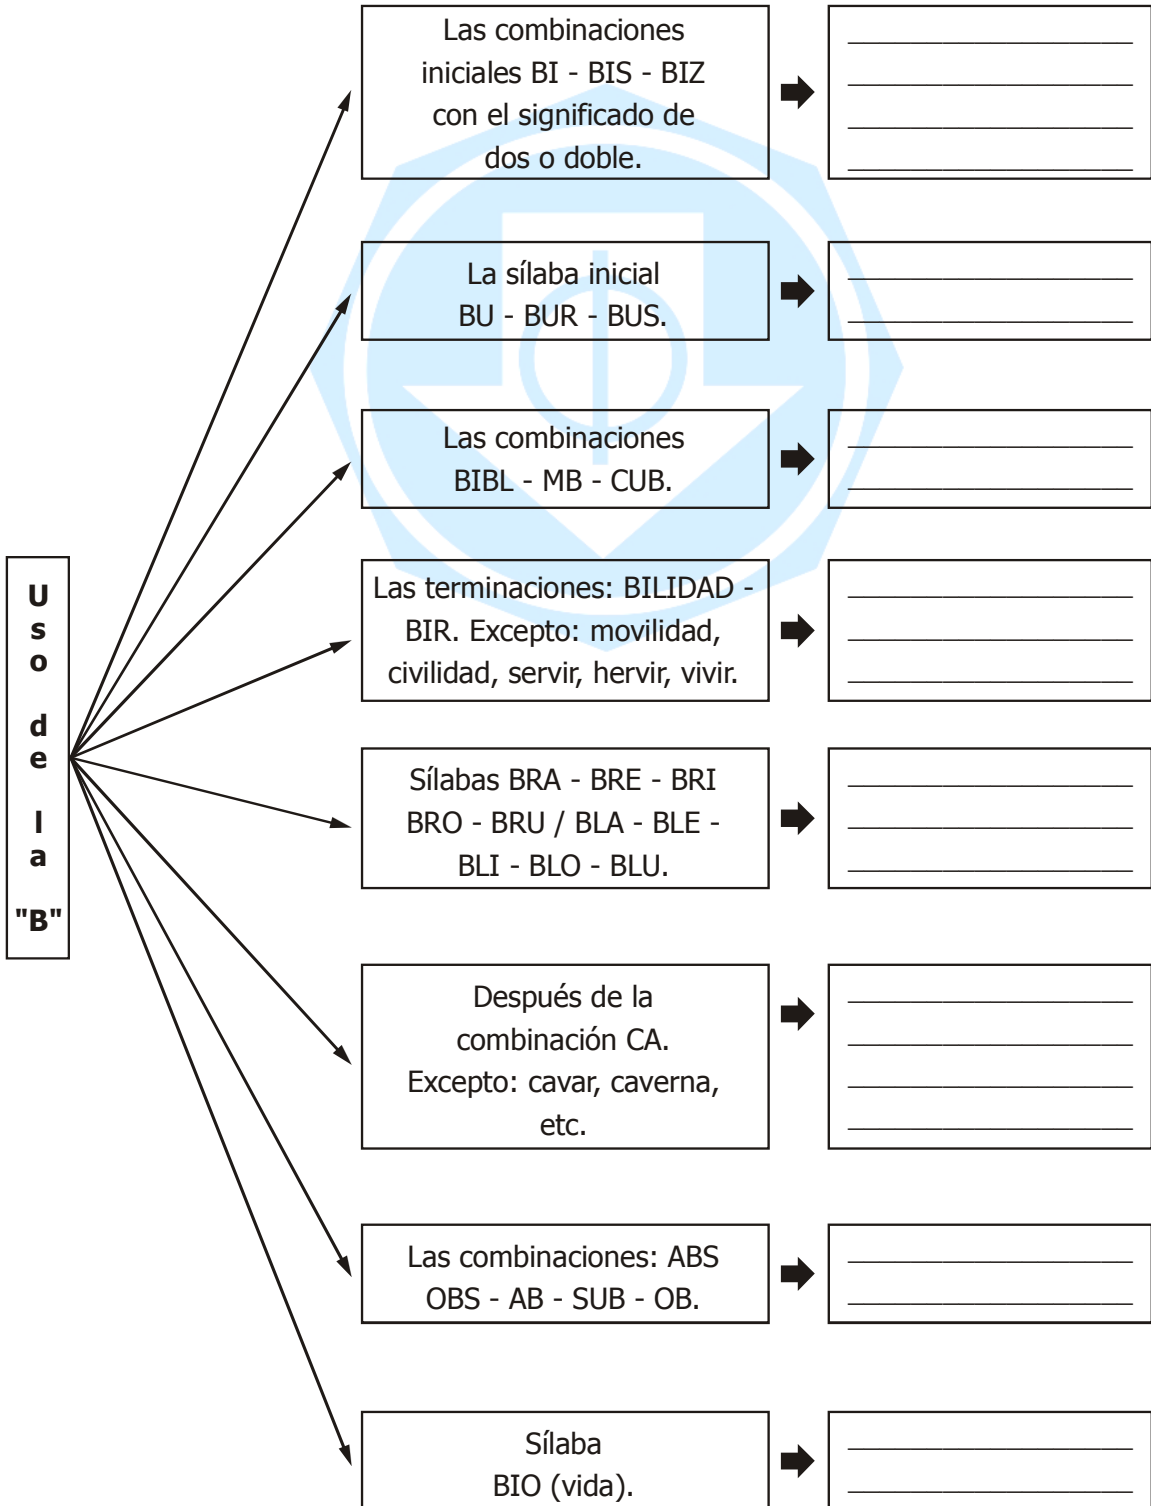 Uso de la "B"
Las combinaciones
iniciales BI - BIS - BIZ
con el significado de
dos o doble.
La sílaba inicial
BU - BUR - BUS.
Las combinaciones
BIBL - MB - CUB.
Las terminaciones: BILIDAD -
BIR. Excepto: movilidad,
civilidad, servir, hervir, vivir.
Sílabas BRA - BRE - BRI
BRO - BRU / BLA - BLE -
BLI - BLO - BLU.
Después de la
combinación CA.
Excepto: cavar, caverna,
etc.
Las combinaciones: ABS
OBS - AB - SUB - OB.
Sílaba
BIO (vida).